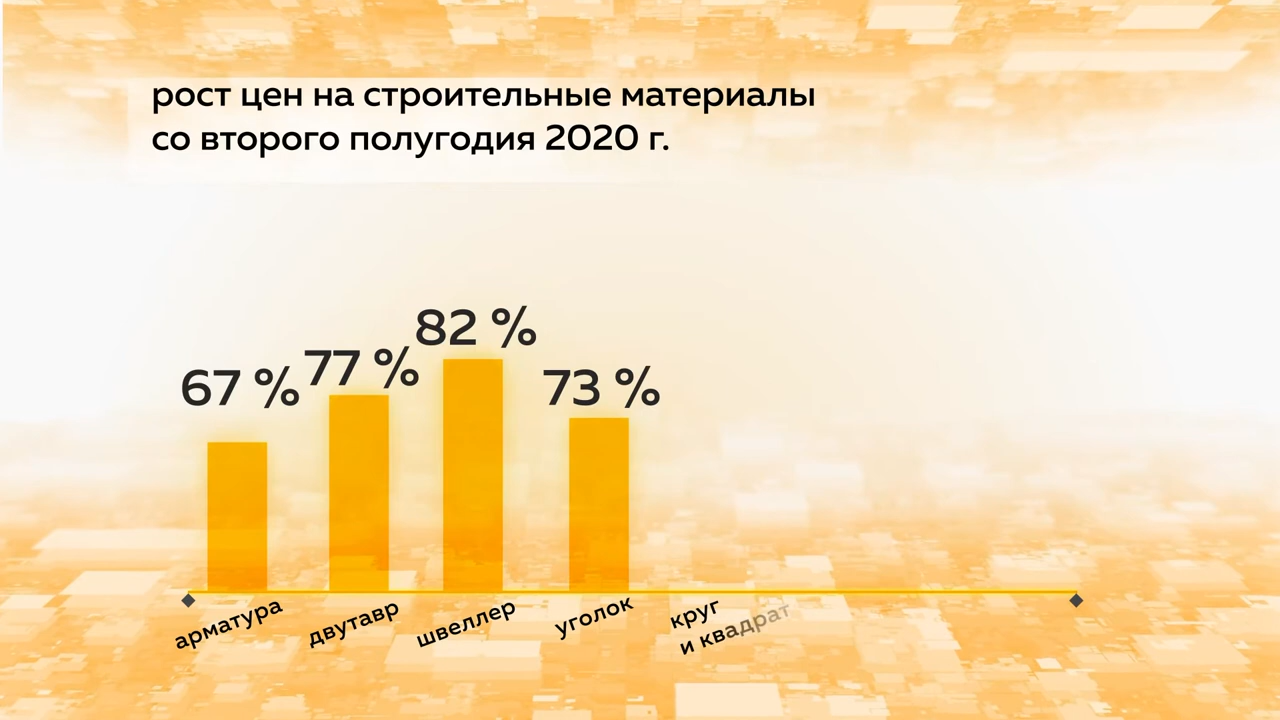 рост цен на строительные материалы
со второго полугодия 2020 г.
67 %
77 %
82 %
73 %
арматура
двутавр
швеллер
уголок
круг
и квадрат